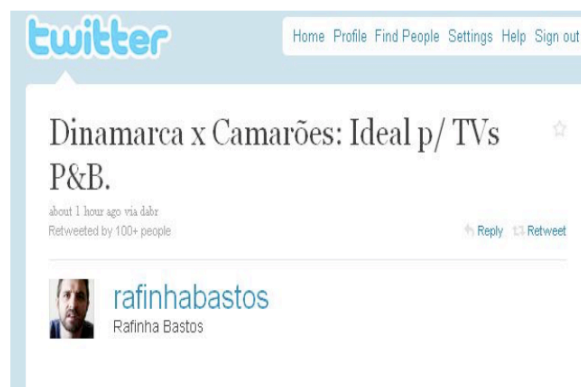 twitter
Home Profile Find People Settings Help Sign out
Dinamarca x Camarões: Ideal p/ TVs
P&B.
about 1 hour ago via dabr
Retweeted by 100+ people
Reply Retweet
rafinhabastos
Rafinha Bastos